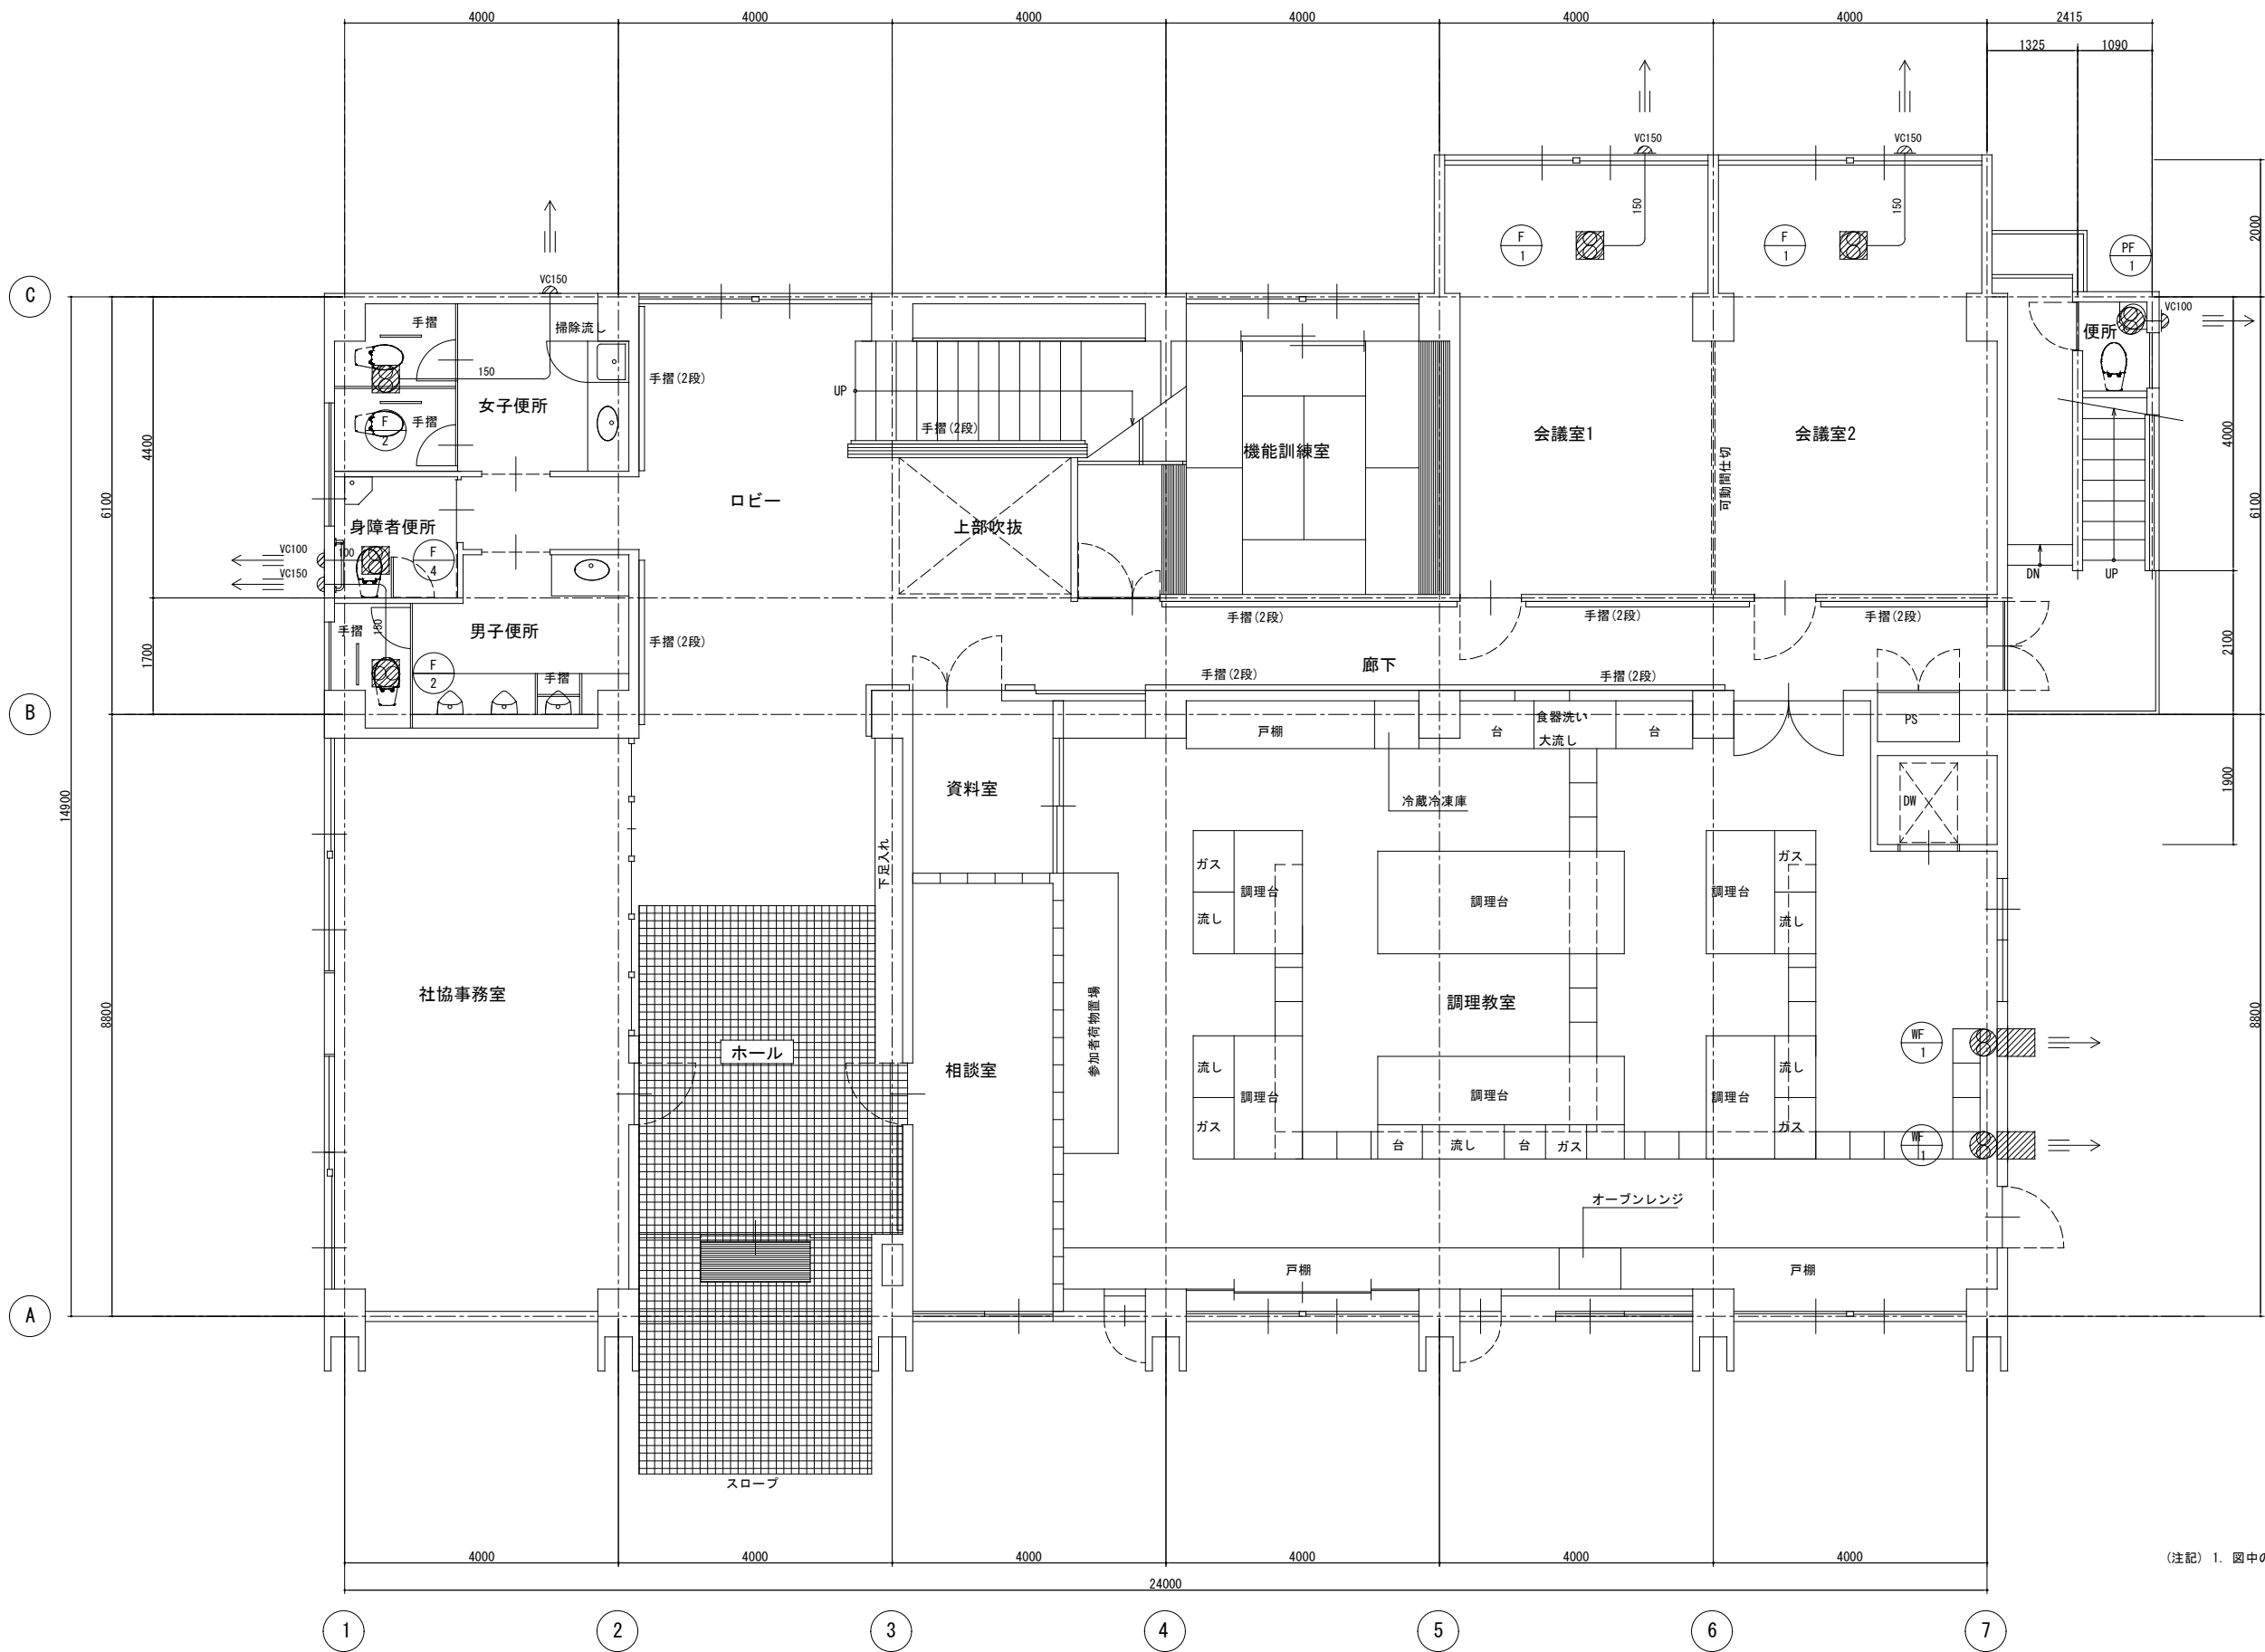 4000
4000
4000
4000
4000
4000
2415
1325
1090
VC150
VC150
150
150
F
1
F
1
PF
1
2000
C
VC150
VC100
手摺
掃除流し
便所
150
手摺(2段)
UP
女子便所
手摺
F
2
手摺(2段)
機能訓練室
会議室1
会議室2
可動間仕切
4400
4000
6100
6100
ロビー
上部吹抜
身障者便所
VC100
100
F
4
VC150
DN
UP
手摺
150
男子便所
手摺(2段)
手摺(2段)
手摺(2段)
手摺(2段)
1700
2100
廊下
F
2
手摺
手摺(2段)
手摺(2段)
B
PS
戸棚
台
食器洗い
大流し
台
資料室
冷蔵冷凍庫
DW
1900
14900
下足入れ
ガス
調理台
流し
調理台
ガス
調理台
流し
社協事務室
参加者荷物置場
調理教室
8800
8800
ホール
相談室
WF
1
流し
調理台
ガス
調理台
流し
調理台
ガス
台
流し
台
ガス
WF
1
オーブンレンジ
戸棚
戸棚
A
スロープ
4000
4000
4000
4000
4000
4000
24000
(注記) 1. 図中
1
2
3
4
5
6
7